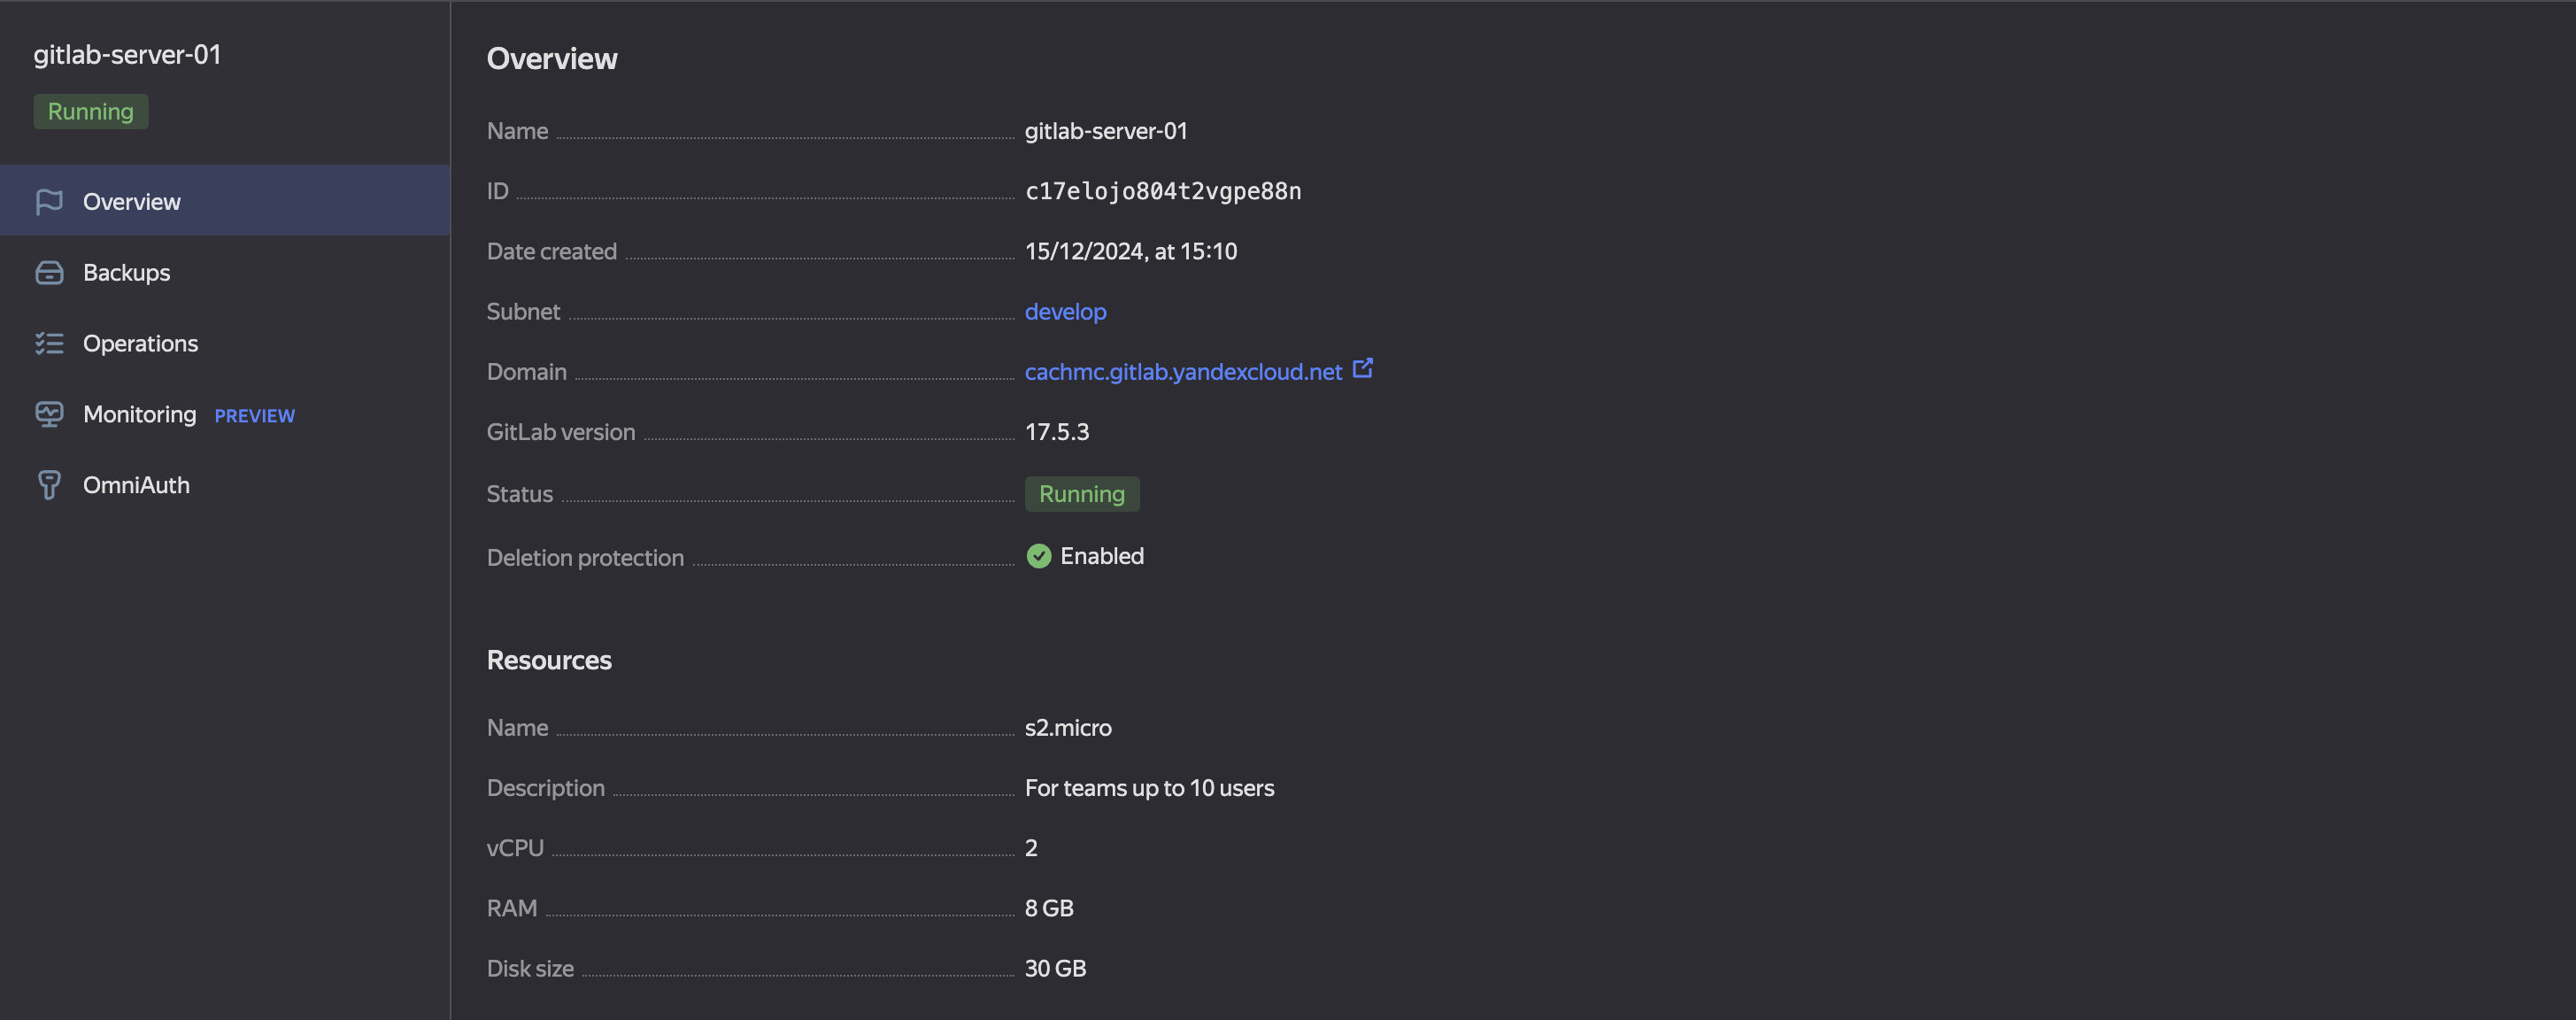 gitlab-server-01
Running
Overview
Backups
Operations
Monitoring PREVIEW
OmniAuth
Overview
Name gitlab-server-01
ID c17elojo804t2vgpe88n
Date created 15/12/2024, at 15:10
Subnet develop
Domain cachmc.gitlab.yandexcloud.net
GitLab version 17.5.3
Status Running
Deletion protection Enabled
Resources
Name s2.micro
Description For teams up to 10 users
vCPU 2
RAM 8 GB
Disk size 30 GB